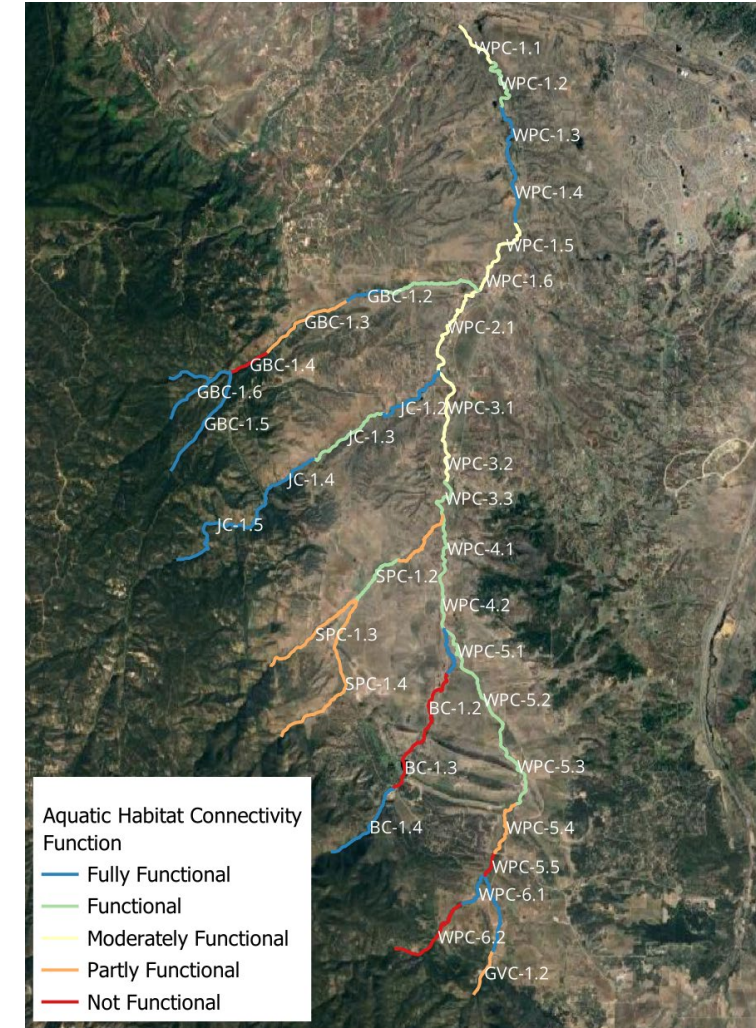 WPC-1.1
WPC-1.2
WPC-1.3
WPC-1.4
WPC-1.5
WPC-1.6
GBC-1.2
GBC-1.3
WPC-2.1
GBC-1.4
GBC-1.6
JC-1.2
WPC-3.1
GBC-1.5
JC-1.3
WPC-3.2
JC-1.4
WPC-3.3
JC-1.5
WPC-4.1
SPC-1.2
WPC-4.2
SPC-1.3
WPC-5.1
SPC-1.4
WPC-5.2
BC-1.2
WPC-5.3
BC-1.3
BC-1.4
WPC-5.4
WPC-5.5
WPC-6.1
WPC-6.2
GVC-1.2
Aquatic Habitat Connectivity
Function
Fully Functional
Functional
Moderately Functional
Partly Functional
Not Functional